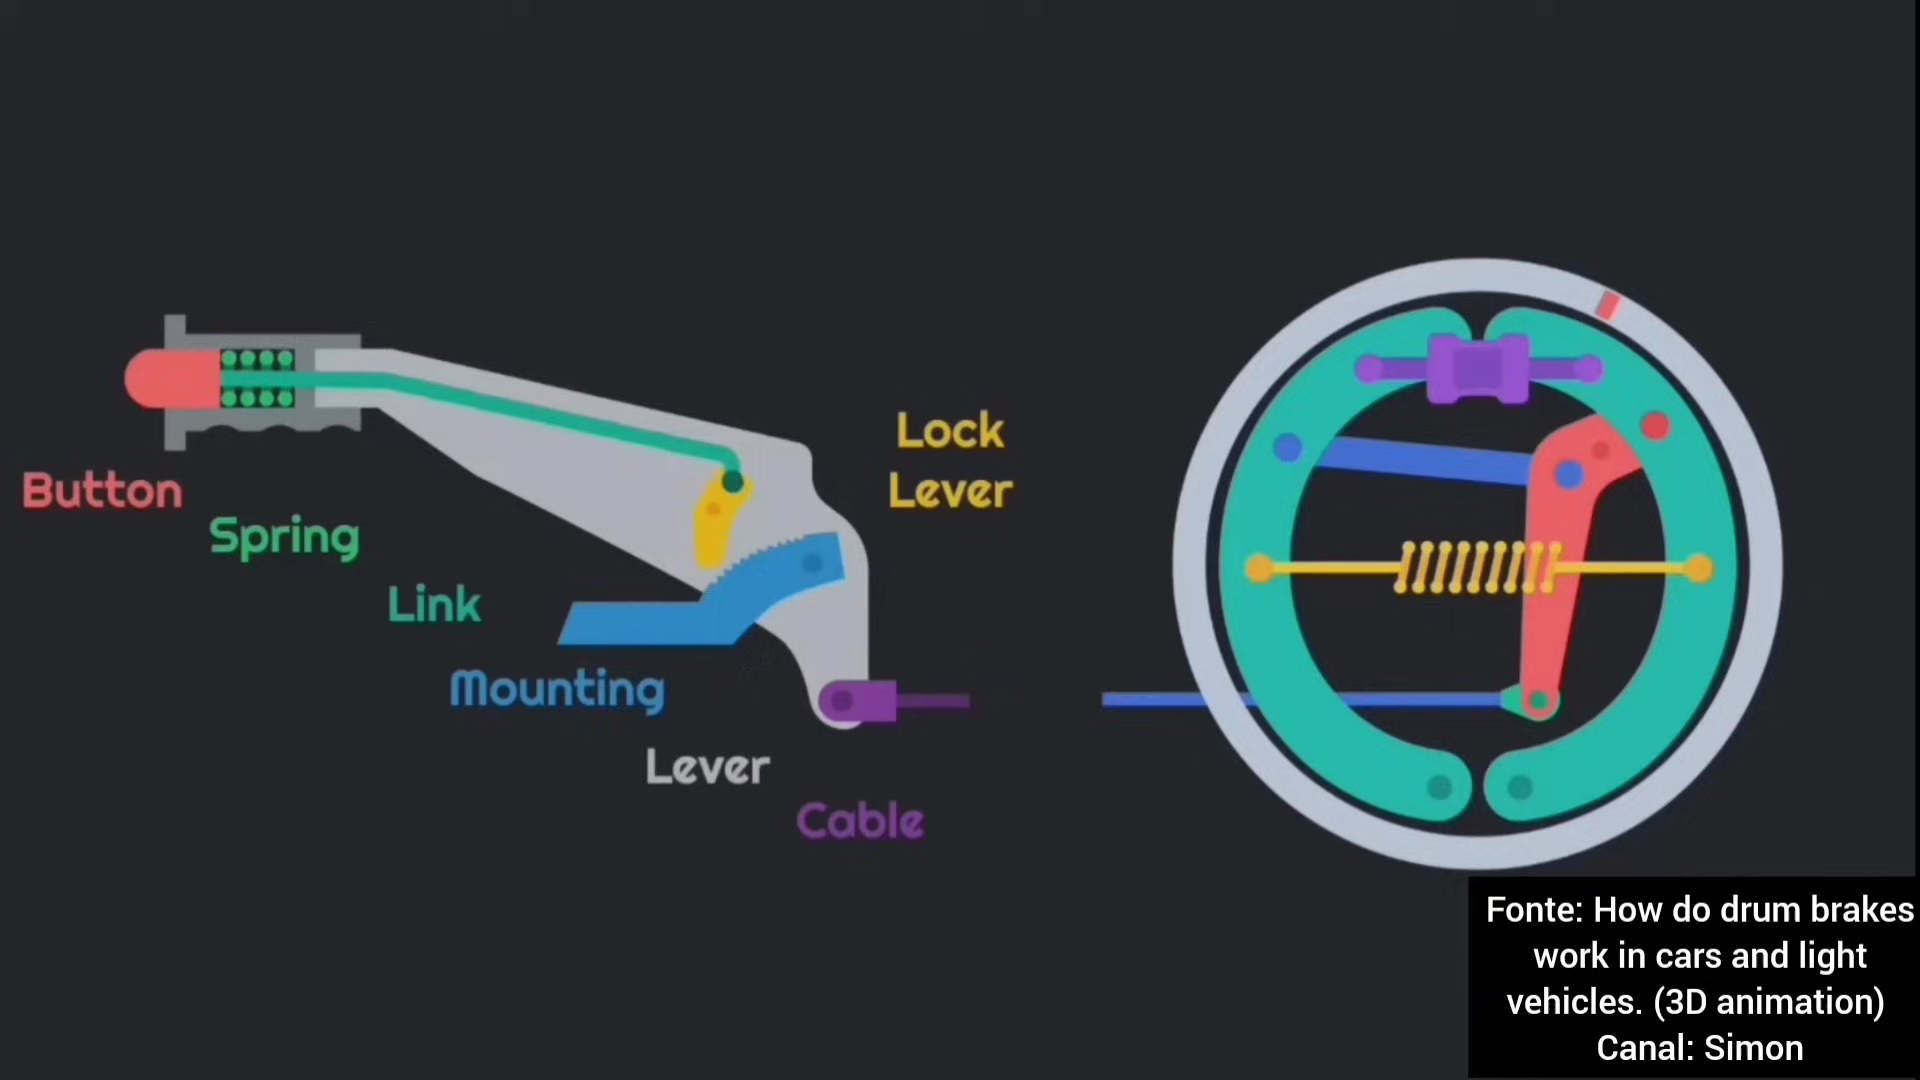 Button
Spring
Link
Mounting
Lever
Cable
Lock
Lever
Fonte: How do drum brakes
work in cars and light
vehicles. (3D animation)
Canal: Simon